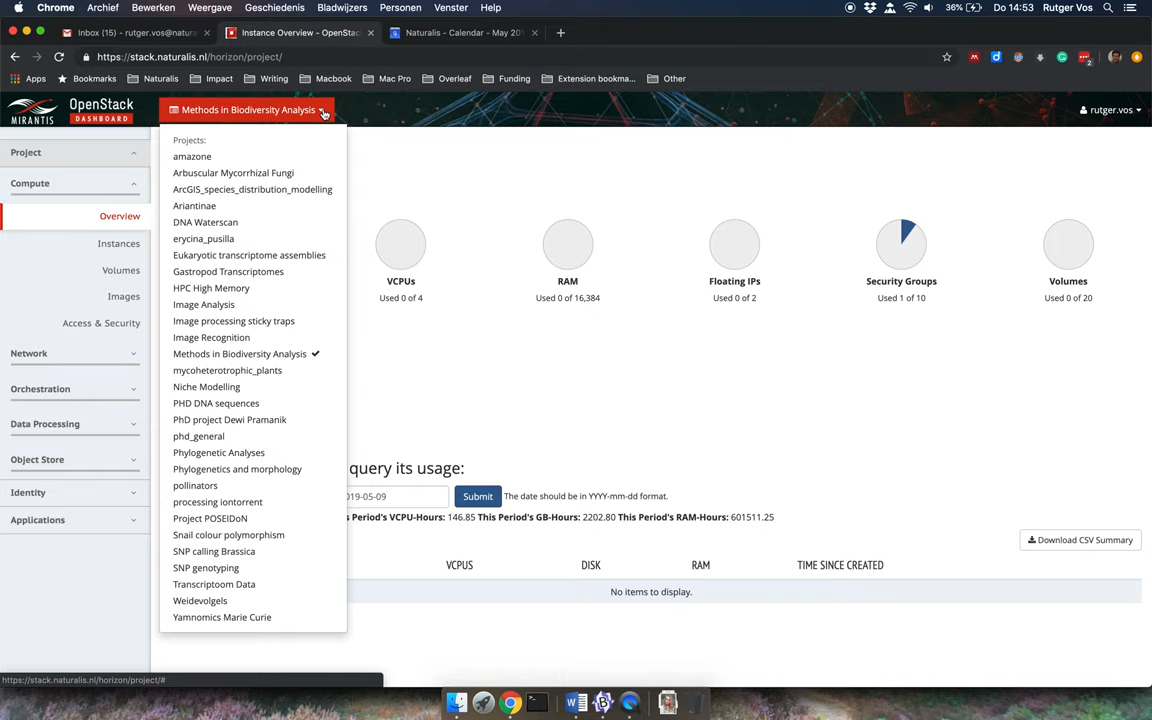 Chrome Archief Bewerken Weergave Geschiedenis Bladwijzers Personen Venster Help 36% Do 14:53 Rutger Vos
Inbox (15) - rutger.vos@natura Instance Overview - OpenStac Naturalis - Calendar - May 201
https://stack.naturalis.nl/horizon/project/
Apps Bookmarks Naturalis Impact Writing Macbook Mac Pro Overleaf Funding Extension bookma... Other
MIRANTIS OpenStack DASHBOARD Methods in Biodiversity Analysis rutger.vos
Project
Compute
Overview
Instances
Volumes
Images
Access & Security
Network
Orchestration
Data Processing
Object Store
Identity
Applications
Projects:
amazone
Arbuscular Mycorrhizal Fungi
ArcGIS_species_distribution_modelling
Ariantinae
DNA Waterscan
erycina_pusilla
Eukaryotic transcriptome assemblies
Gastropod Transcriptomes
HPC High Memory
Image Analysis
Image processing sticky traps
Image Recognition
Methods in Biodiversity Analysis
mycoheterotrophic_plants
Niche Modelling
PHD DNA sequences
PhD project Dewi Pramanik
phd_general
Phylogenetic Analyses
Phylogenetics and morphology
pollinators
processing iontorrent
Project POSEIDoN
Snail colour polymorphism
SNP calling Brassica
SNP genotyping
Transcriptoom Data
Weidevolgels
Yamnomics Marie Curie
VCPUs RAM Floating IPs Security Groups Volumes
Used 0 of 4 Used 0 of 16,384 Used 0 of 2 Used 1 of 10 Used 0 of 20
query its usage:
019-05-09 Submit The date should be in YYYY-mm-dd format.
s Period's VCPU-Hours: 146.85 This Period's GB-Hours: 2202.80 This Period's RAM-Hours: 601511.25
Download CSV Summary
VCPUS DISK RAM TIME SINCE CREATED
No items to display.
https://stack.naturalis.nl/horizon/project/#